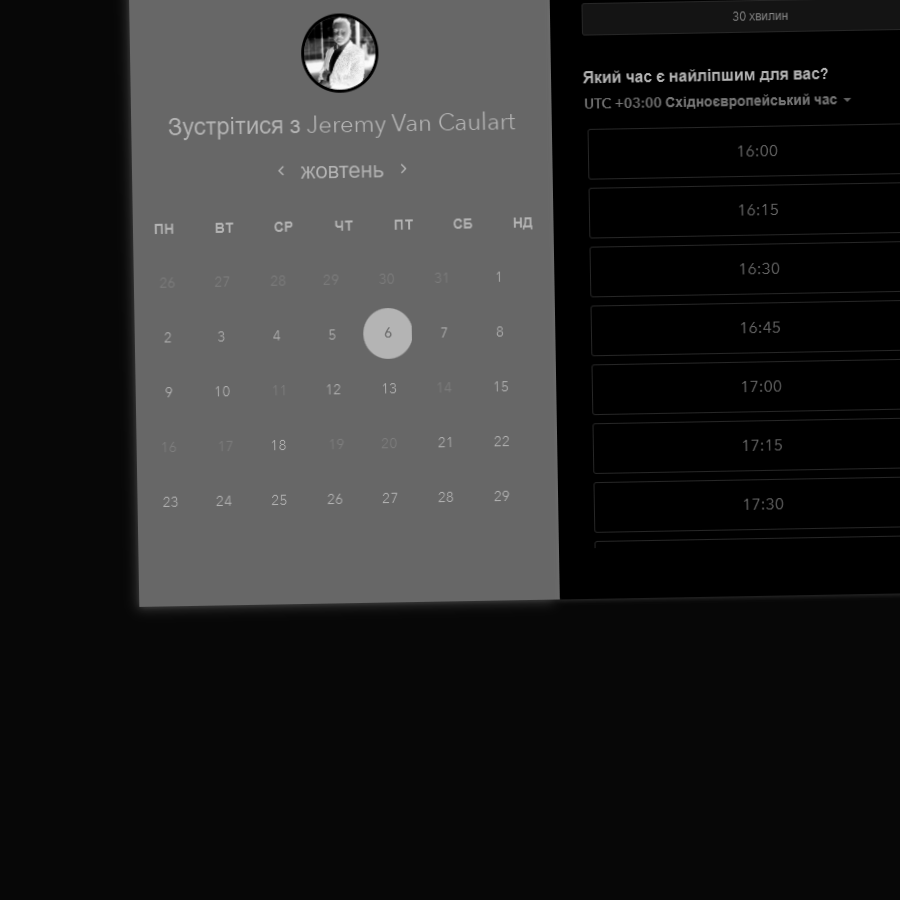 Зустрітися з Jeremy Van Caulart
жовтень
ПН ВТ СР ЧТ ПТ СБ НД
26 27 28 29 30 31 1
2 3 4 5 6 7 8
9 10 11 12 13 14 15
16 17 18 19 20 21 22
23 24 25 26 27 28 29
30 хвилин
Який час є найліпшим для вас?
UTC +03:00 Східноєвропейський час
16:00
16:15
16:30
16:45
17:00
17:15
17:30